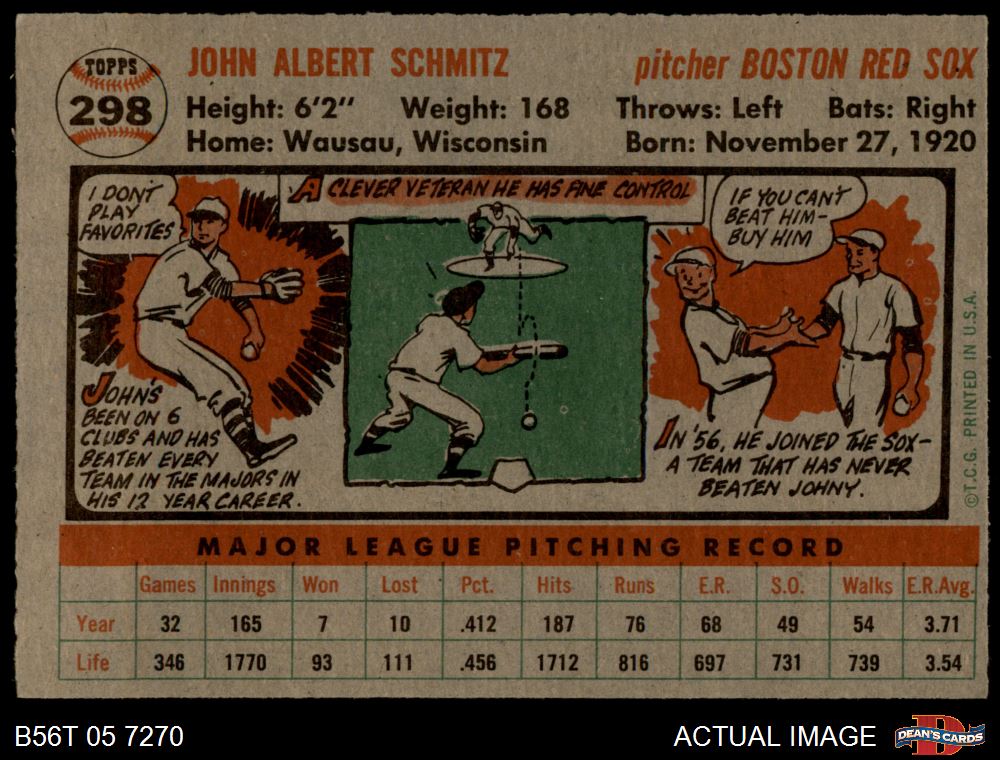 TOPPS
298
JOHN ALBERT SCHMITZ
pitcher BOSTON RED SOX
Height: 6'2" Weight: 168 Throws: Left Bats: Right
Home: Wausau, Wisconsin Born: November 27, 1920
I DON'T
PLAY
FAVORITES
A CLEVER VETERAN HE HAS FINE CONTROL
IF YOU CAN'T
BEAT HIM-
BUY HIM
JOHN'S
BEEN ON 6
CLUBS AND HAS
BEATEN EVERY
TEAM IN THE MAJORS IN
HIS 12 YEAR CAREER.
IN '56, HE JOINED THE SOX-
A TEAM THAT HAS NEVER
BEATEN JOHNY.
©T.C.G. PRINTED IN U.S.A.
MAJOR LEAGUE PITCHING RECORD
Games Innings Won Lost Pct. Hits Runs E.R. S.O. Walks E.R.Avg.
Year 32 165 7 10 .412 187 76 68 49 54 3.71
Life 346 1770 93 111 .456 1712 816 697 731 739 3.54
B56T 05 7270
ACTUAL IMAGE
D
DEAN'S CARDS